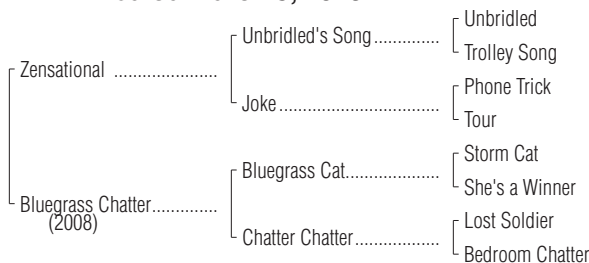 Unbridled
Unbridled's Song..............
Trolley Song
Zensational .....................
Phone Trick
Joke................................
Tour
Storm Cat
Bluegrass Cat...................
She's a Winner
Bluegrass Chatter.............
(2008)
Lost Soldier
Chatter Chatter.................
Bedroom Chatter